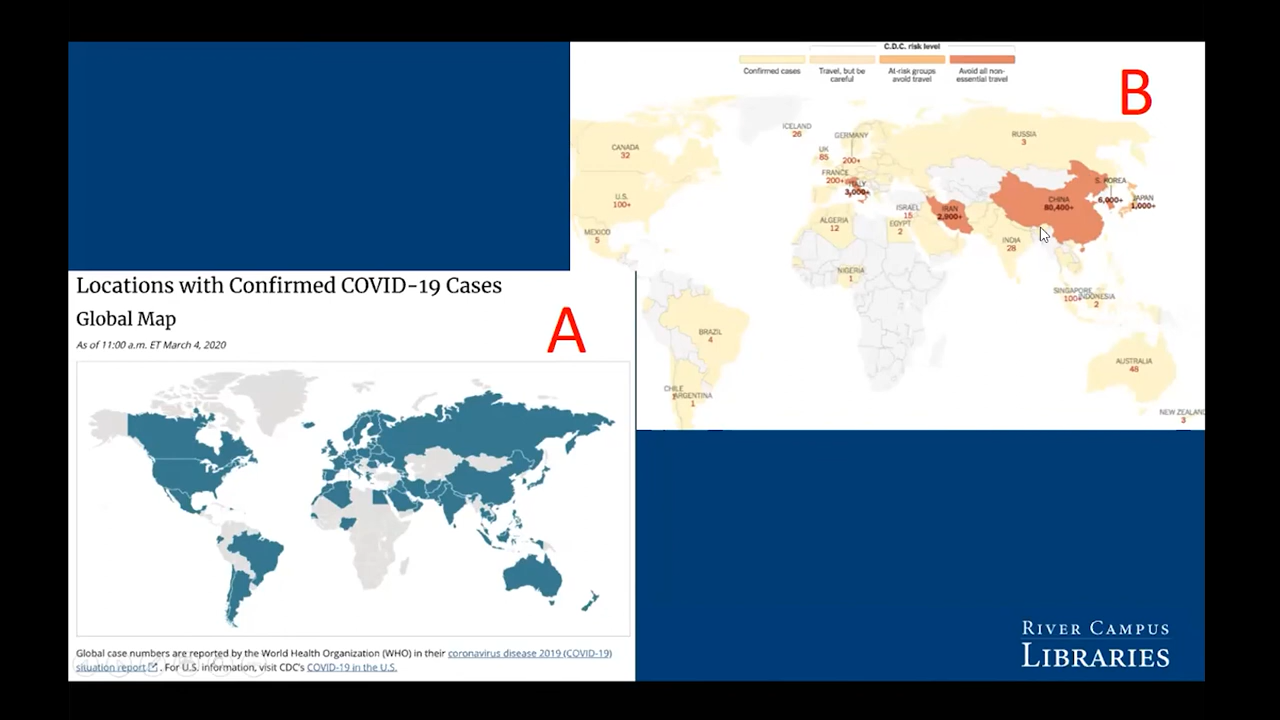 C.D.C. risk level
Confirmed cases
Travel, but be
careful
At-risk groups
avoid travel
Avoid all non-
essential travel
B
ICELAND
26
GERMANY
200+
RUSSIA
3
CANADA
32
UK
85
FRANCE
200+
ITALY
3,000+
S. KOREA
6,000+
JAPAN
1,000+
U.S.
100+
CHINA
80,400+
IRAN
2,900+
ISRAEL
15
ALGERIA
12
EGYPT
2
MEXICO
5
INDIA
28
NIGERIA
1
SINGAPORE
100+
INDONESIA
2
BRAZIL
4
AUSTRALIA
48
CHILE
ARGENTINA
1
NEW ZEALAND
3
Locations with Confirmed COVID-19 Cases
Global Map
As of 11:00 a.m. ET March 4, 2020
A
Global case numbers are reported by the World Health Organization (WHO) in their coronavirus disease 2019 (COVID-19)
situation report. For U.S. information, visit CDC's COVID-19 in the U.S.
RIVER CAMPUS
LIBRARIES